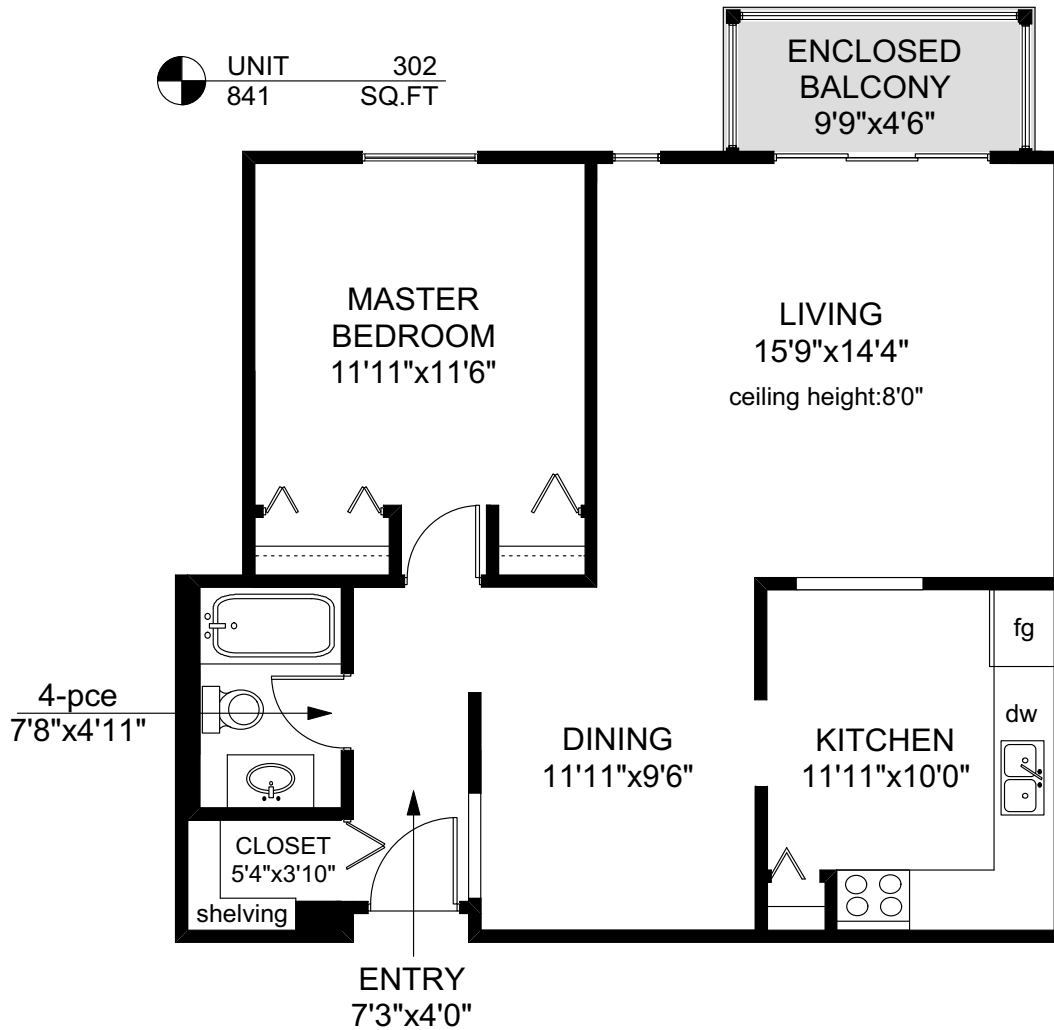 UNIT 302
841 SQ.FT
ENCLOSED
BALCONY
9'9"x4'6"
MASTER
BEDROOM
11'11"x11'6"
LIVING
15'9"x14'4"
ceiling height:8'0"
fg
4-pce
7'8"x4'11"
dw
DINING
11'11"x9'6"
KITCHEN
11'11"x10'0"
CLOSET
5'4"x3'10"
shelving
ENTRY
7'3"x4'0"